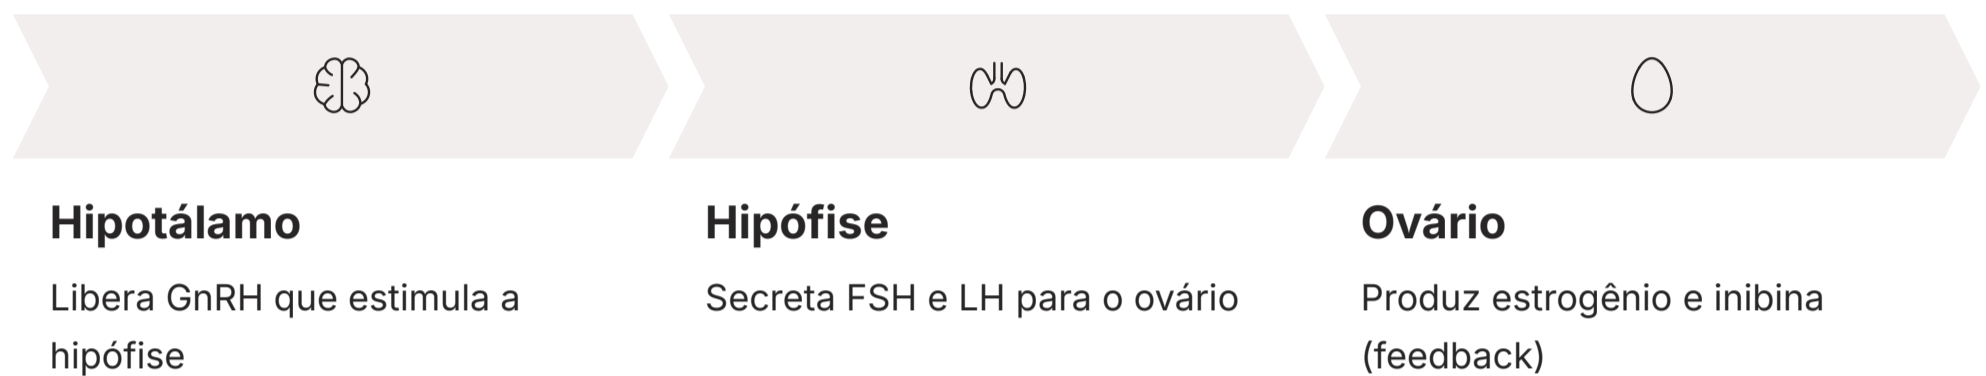 Hipotálamo
Libera GnRH que estimula a
hipófise
Hipófise
Secreta FSH e LH para o ovário
Ovário
Produz estrogênio e inibina
(feedback)